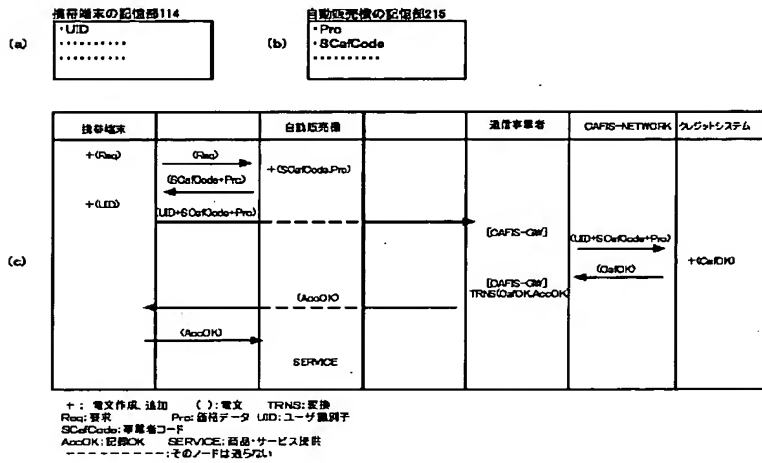 携帯端末の記憶部114
自動販売機の記憶部215
(a)
・UID
・・・・・・・・・
・・・・・・・・・
(b)
・Pro
・SCafCode
・・・・・・・・・・
携帯端末
自動販売機
通信事業者
CAFIS-NETWORK
クレジットシステム
+(Req)
(Req)
+(SCafCode,Pro)
(SCafCode+Pro)
+(UID)
(UID+SCafCode+Pro)
[CAFIS-GW]
(UID+SCafCode+Pro)
(c)
+(CafOK)
(CafOK)
[CAFIS-GW]
TRNS(CafOK,AccOK)
(AccOK)
(AccOK)
SERVICE
+: 電文作成、追加 ( ):電文 TRNS:変換
Req:要求 Pro:価格データ UID:ユーザ識別子
SCafCode:事業者コード
AccOK:記録OK SERVICE:商品・サービス提供
-----------:そのノードは通らない